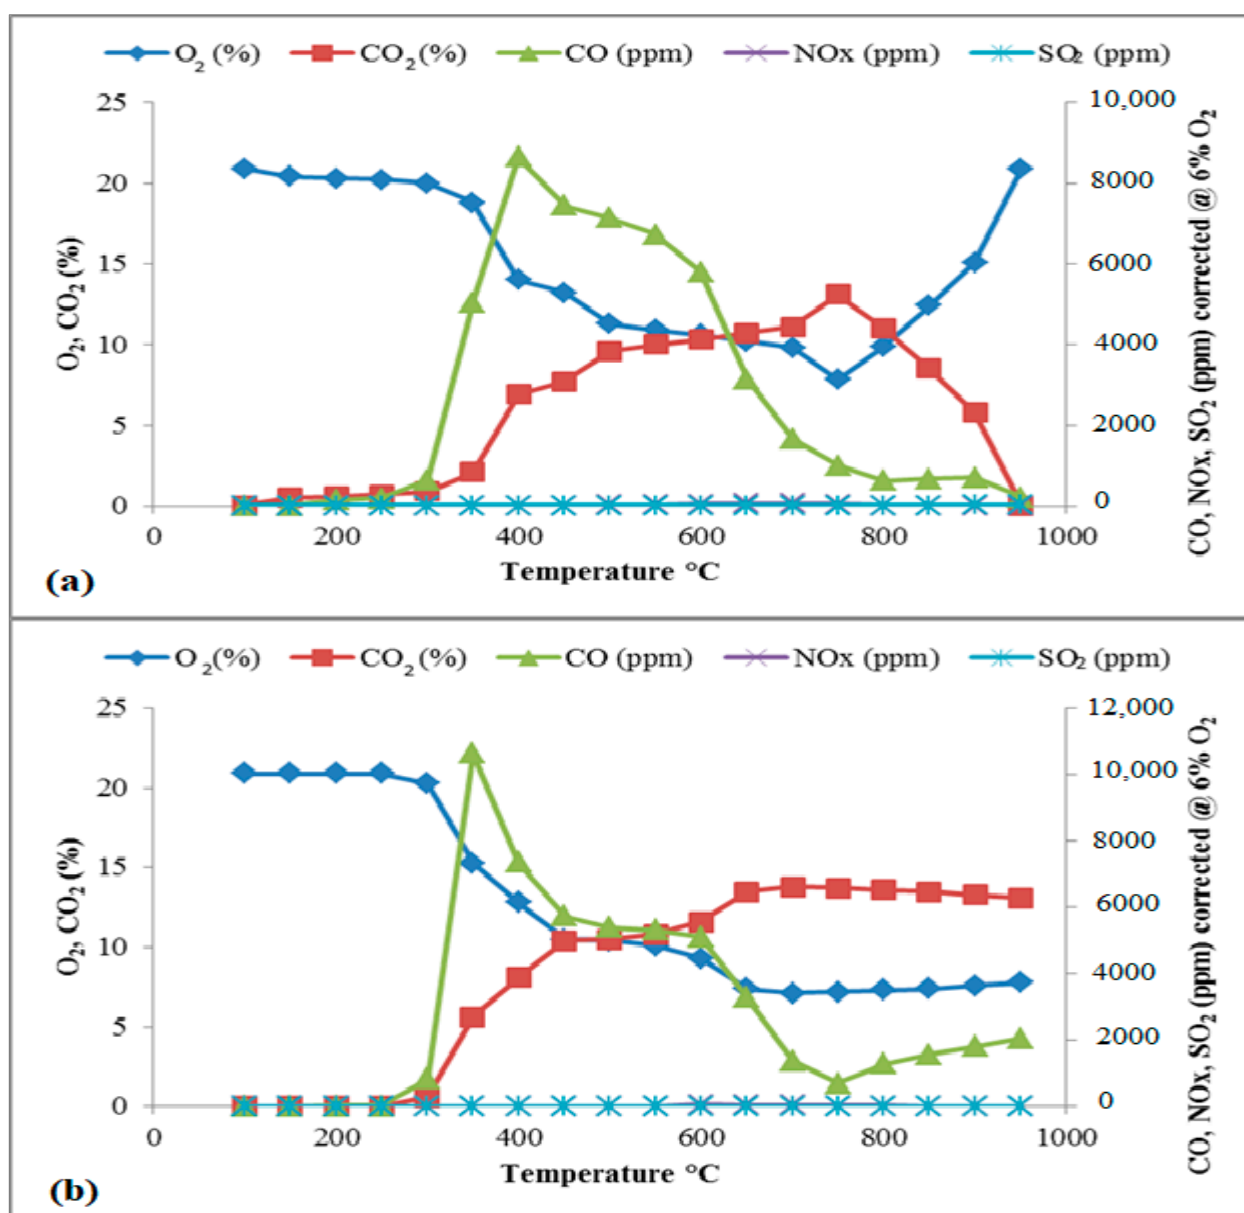 O₂ (%) CO₂ (%) CO (ppm) NOx (ppm) SO₂ (ppm)
25 10,000
20 8000
15 6000
10 4000
5 2000
0 0
O₂, CO₂ (%)
CO, NOx, SO₂ (ppm) corrected @ 6% O₂
0 200 400 600 800 1000
Temperature °C
(a)
O₂(%) CO₂(%) CO (ppm) NOx (ppm) SO₂ (ppm)
25 12,000
20 10,000
15 8000
10 6000
5 4000
0 2000
0
O₂, CO₂ (%)
CO, NOx, SO₂ (ppm) corrected @ 6% O₂
0 200 400 600 800 1000
Temperature °C
(b)